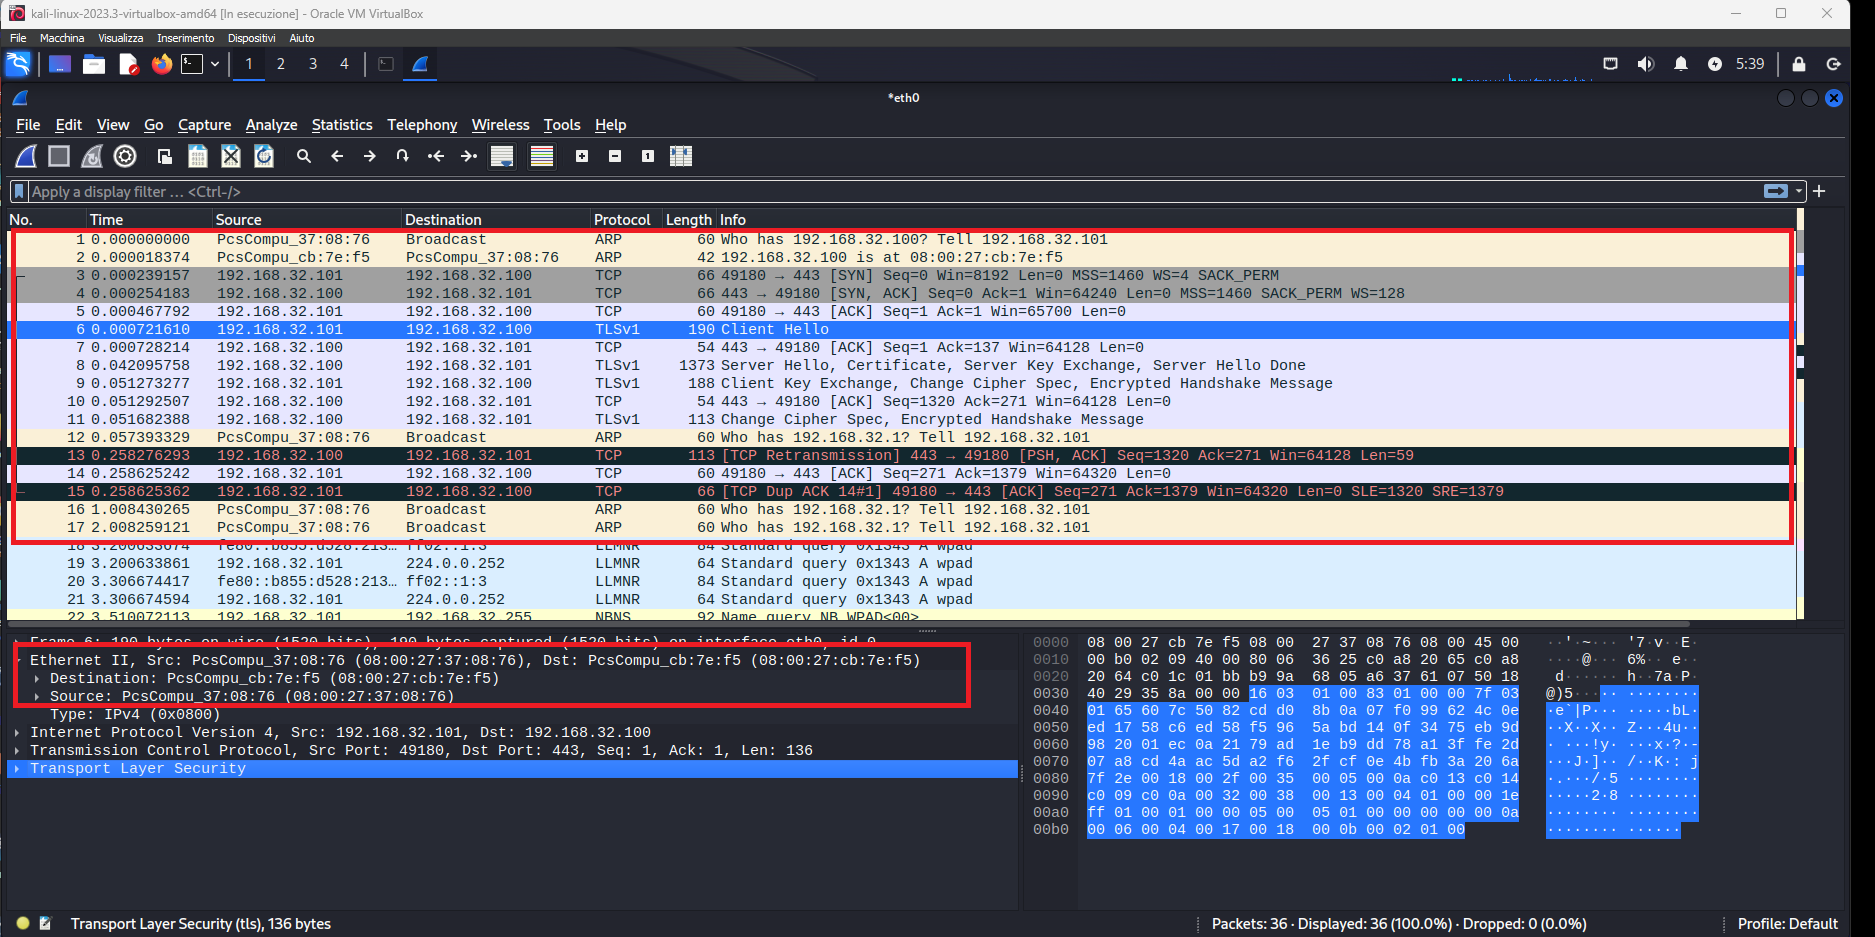 kali-linux-2023.3-virtualbox-amd64 [In esecuzione] - Oracle VM VirtualBox
File Macchina Visualizza Inserimento Dispositivi Aiuto
1 2 3 4 5:39
*eth0
File Edit View Go Capture Analyze Statistics Telephony Wireless Tools Help
Apply a display filter … <Ctrl-/>
No. Time Source Destination Protocol Length Info
1 0.000000000 PcsCompu_37:08:76 Broadcast ARP 60 Who has 192.168.32.100? Tell 192.168.32.101
2 0.000018374 PcsCompu_cb:7e:f5 PcsCompu_37:08:76 ARP 42 192.168.32.100 is at 08:00:27:cb:7e:f5
3 0.000239157 192.168.32.101 192.168.32.100 TCP 66 49180 → 443 [SYN] Seq=0 Win=8192 Len=0 MSS=1460 WS=4 SACK_PERM
4 0.000254183 192.168.32.100 192.168.32.101 TCP 66 443 → 49180 [SYN, ACK] Seq=0 Ack=1 Win=64240 Len=0 MSS=1460 SACK_PERM WS=128
5 0.000467792 192.168.32.101 192.168.32.100 TCP 60 49180 → 443 [ACK] Seq=1 Ack=1 Win=65700 Len=0
6 0.000721610 192.168.32.101 192.168.32.100 TLSv1 190 Client Hello
7 0.000728214 192.168.32.100 192.168.32.101 TCP 54 443 → 49180 [ACK] Seq=1 Ack=137 Win=64128 Len=0
8 0.042095758 192.168.32.100 192.168.32.101 TLSv1 1373 Server Hello, Certificate, Server Key Exchange, Server Hello Done
9 0.051273277 192.168.32.101 192.168.32.100 TLSv1 188 Client Key Exchange, Change Cipher Spec, Encrypted Handshake Message
10 0.051292507 192.168.32.100 192.168.32.101 TCP 54 443 → 49180 [ACK] Seq=1320 Ack=271 Win=64128 Len=0
11 0.051682388 192.168.32.100 192.168.32.101 TLSv1 113 Change Cipher Spec, Encrypted Handshake Message
12 0.057393329 PcsCompu_37:08:76 Broadcast ARP 60 Who has 192.168.32.1? Tell 192.168.32.101
13 0.258276293 192.168.32.100 192.168.32.101 TCP 113 [TCP Retransmission] 443 → 49180 [PSH, ACK] Seq=1320 Ack=271 Win=64128 Len=59
14 0.258625242 192.168.32.101 192.168.32.100 TCP 60 49180 → 443 [ACK] Seq=271 Ack=1379 Win=64320 Len=0
15 0.258625362 192.168.32.101 192.168.32.100 TCP 66 [TCP Dup ACK 14#1] 49180 → 443 [ACK] Seq=271 Ack=1379 Win=64320 Len=0 SLE=1320 SRE=1379
16 1.008430265 PcsCompu_37:08:76 Broadcast ARP 60 Who has 192.168.32.1? Tell 192.168.32.101
17 2.008259121 PcsCompu_37:08:76 Broadcast ARP 60 Who has 192.168.32.1? Tell 192.168.32.101
18 3.200633674 fe80::b855:d528:213… ff02::1:3 LLMNR 84 Standard query 0x1343 A wpad
19 3.200633861 192.168.32.101 224.0.0.252 LLMNR 64 Standard query 0x1343 A wpad
20 3.306674417 fe80::b855:d528:213… ff02::1:3 LLMNR 84 Standard query 0x1343 A wpad
21 3.306674594 192.168.32.101 224.0.0.252 LLMNR 64 Standard query 0x1343 A wpad
22 3.510072113 192.168.32.101 192.168.32.255 NBNS 92 Name query NB WPAD<00>
Frame 6: 190 bytes on wire (1520 bits), 190 bytes captured (1520 bits) on interface eth0, id 0
Ethernet II, Src: PcsCompu_37:08:76 (08:00:27:37:08:76), Dst: PcsCompu_cb:7e:f5 (08:00:27:cb:7e:f5)
Destination: PcsCompu_cb:7e:f5 (08:00:27:cb:7e:f5)
Source: PcsCompu_37:08:76 (08:00:27:37:08:76)
Type: IPv4 (0x0800)
Internet Protocol Version 4, Src: 192.168.32.101, Dst: 192.168.32.100
Transmission Control Protocol, Src Port: 49180, Dst Port: 443, Seq: 1, Ack: 1, Len: 136
Transport Layer Security
0000 08 00 27 cb 7e f5 08 00 27 37 08 76 08 00 45 00 ··'·~··· '7·v··E·
0010 00 b0 02 09 40 00 80 06 36 25 c0 a8 20 65 c0 a8 ····@··· 6%·· e··
0020 20 64 c0 1c 01 bb b9 9a 68 05 a6 37 61 07 50 18 d······ h··7a·P·
0030 40 29 35 8a 00 00 16 03 01 00 83 01 00 00 7f 03 @)5····· ········
0040 01 65 60 7c 50 82 cd d0 8b 0a 07 f0 99 62 4c 0e ·e`|P··· ·····bL·
0050 ed 17 58 c6 ed 58 f5 96 5a bd 14 0f 34 75 eb 9d ··X··X·· Z···4u··
0060 98 20 01 ec 0a 21 79 ad 1e b9 dd 78 a1 3f fe 2d · ···!y· ···x·?·-
0070 07 a8 cd 4a ac 5d a2 f6 2f cf 0e 4b fb 3a 20 6a ···J·]·· /··K·: j
0080 7f 2e 00 18 00 2f 00 35 00 05 00 0a c0 13 c0 14 ·.···/·5 ········
0090 c0 09 c0 0a 00 32 00 38 00 13 00 04 01 00 00 1e ·····2·8 ········
00a0 ff 01 00 01 00 00 05 00 05 01 00 00 00 00 00 0a ········ ········
00b0 00 06 00 04 00 17 00 18 00 0b 00 02 01 00 ········ ······
Transport Layer Security (tls), 136 bytes Packets: 36 · Displayed: 36 (100.0%) · Dropped: 0 (0.0%) Profile: Default